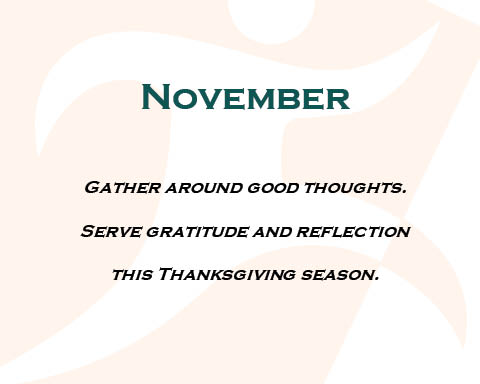 November
Gather around good thoughts.
Serve gratitude and reflection
this Thanksgiving season.